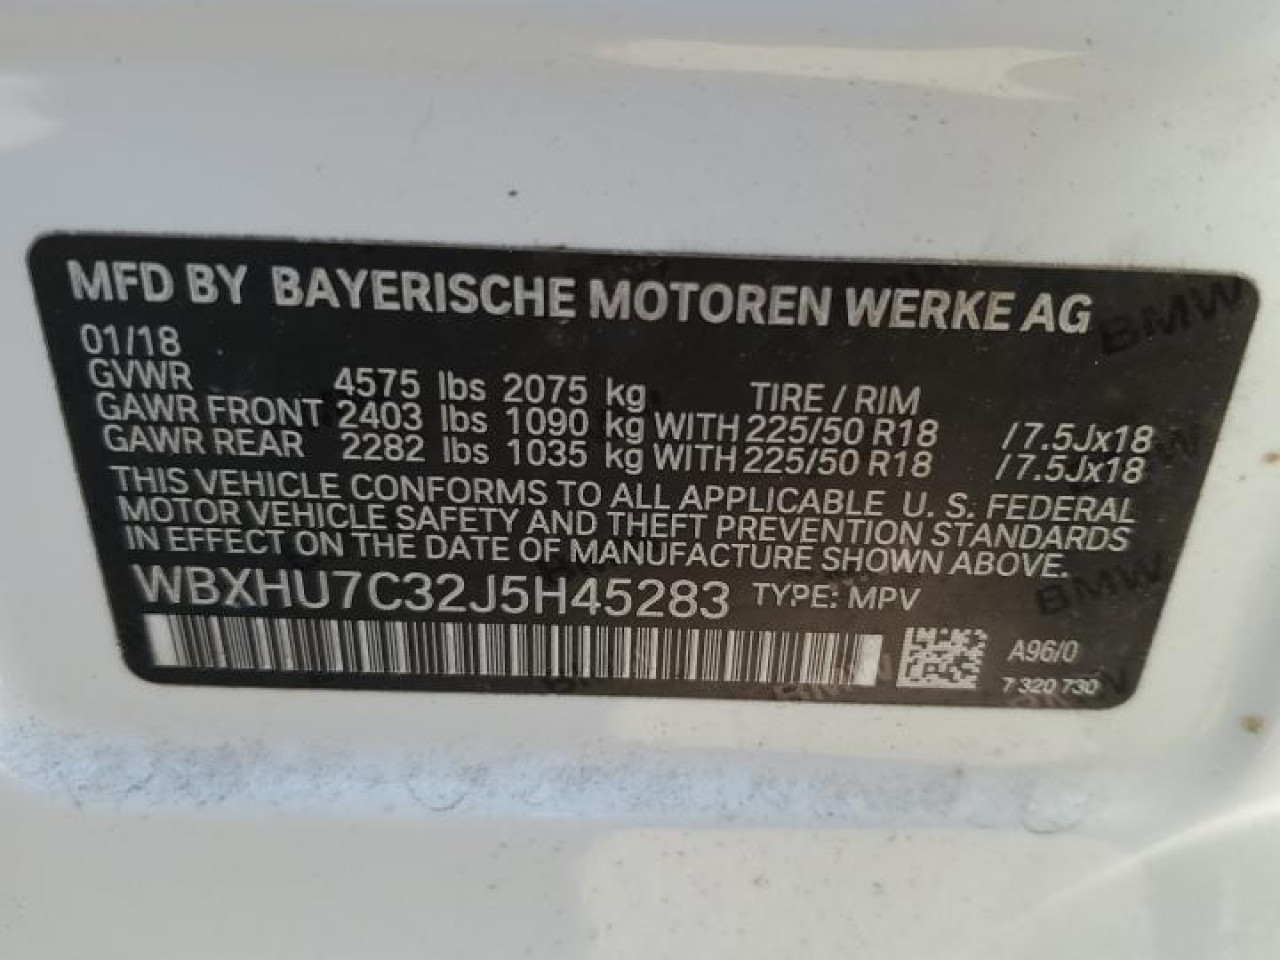 MFD BY BAYERISCHE MOTOREN WERKE AG
01/18
GVWR 4575 lbs 2075 kg TIRE / RIM
GAWR FRONT 2403 lbs 1090 kg WITH 225/50 R18 /7.5Jx18
GAWR REAR 2282 lbs 1035 kg WITH 225/50 R18 /7.5Jx18
THIS VEHICLE CONFORMS TO ALL APPLICABLE U. S. FEDERAL
MOTOR VEHICLE SAFETY AND THEFT PREVENTION STANDARDS
IN EFFECT ON THE DATE OF MANUFACTURE SHOWN ABOVE.
WBXHU7C32J5H45283 TYPE: MPV
A96/0
7 320 730
BMW
BMW
BMW